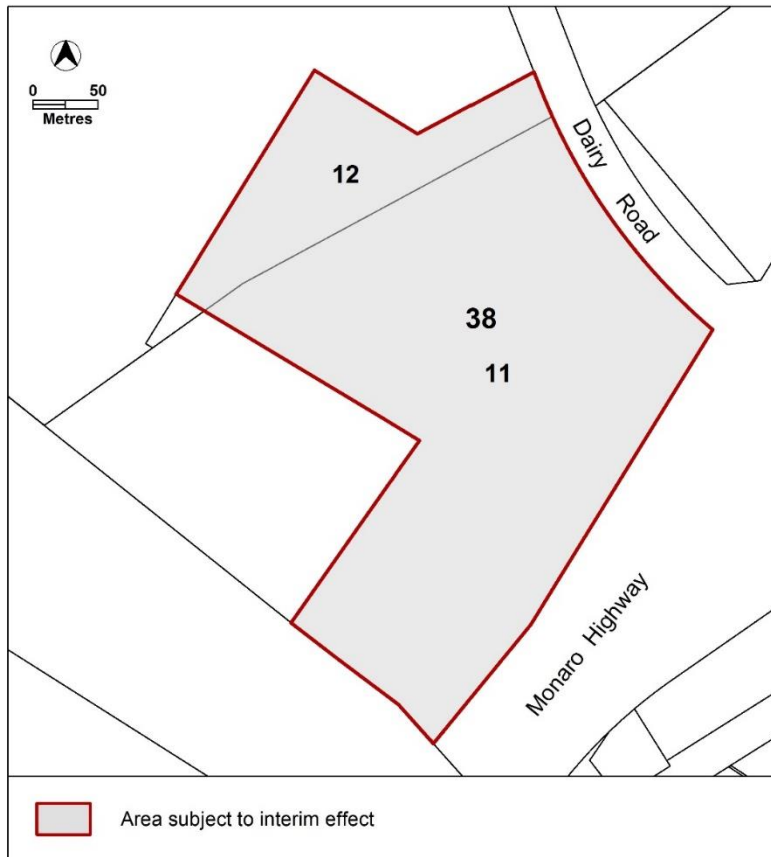 0 50
Metres
12
Dairy Road
38
11
Monaro Highway
Area subject to interim effect